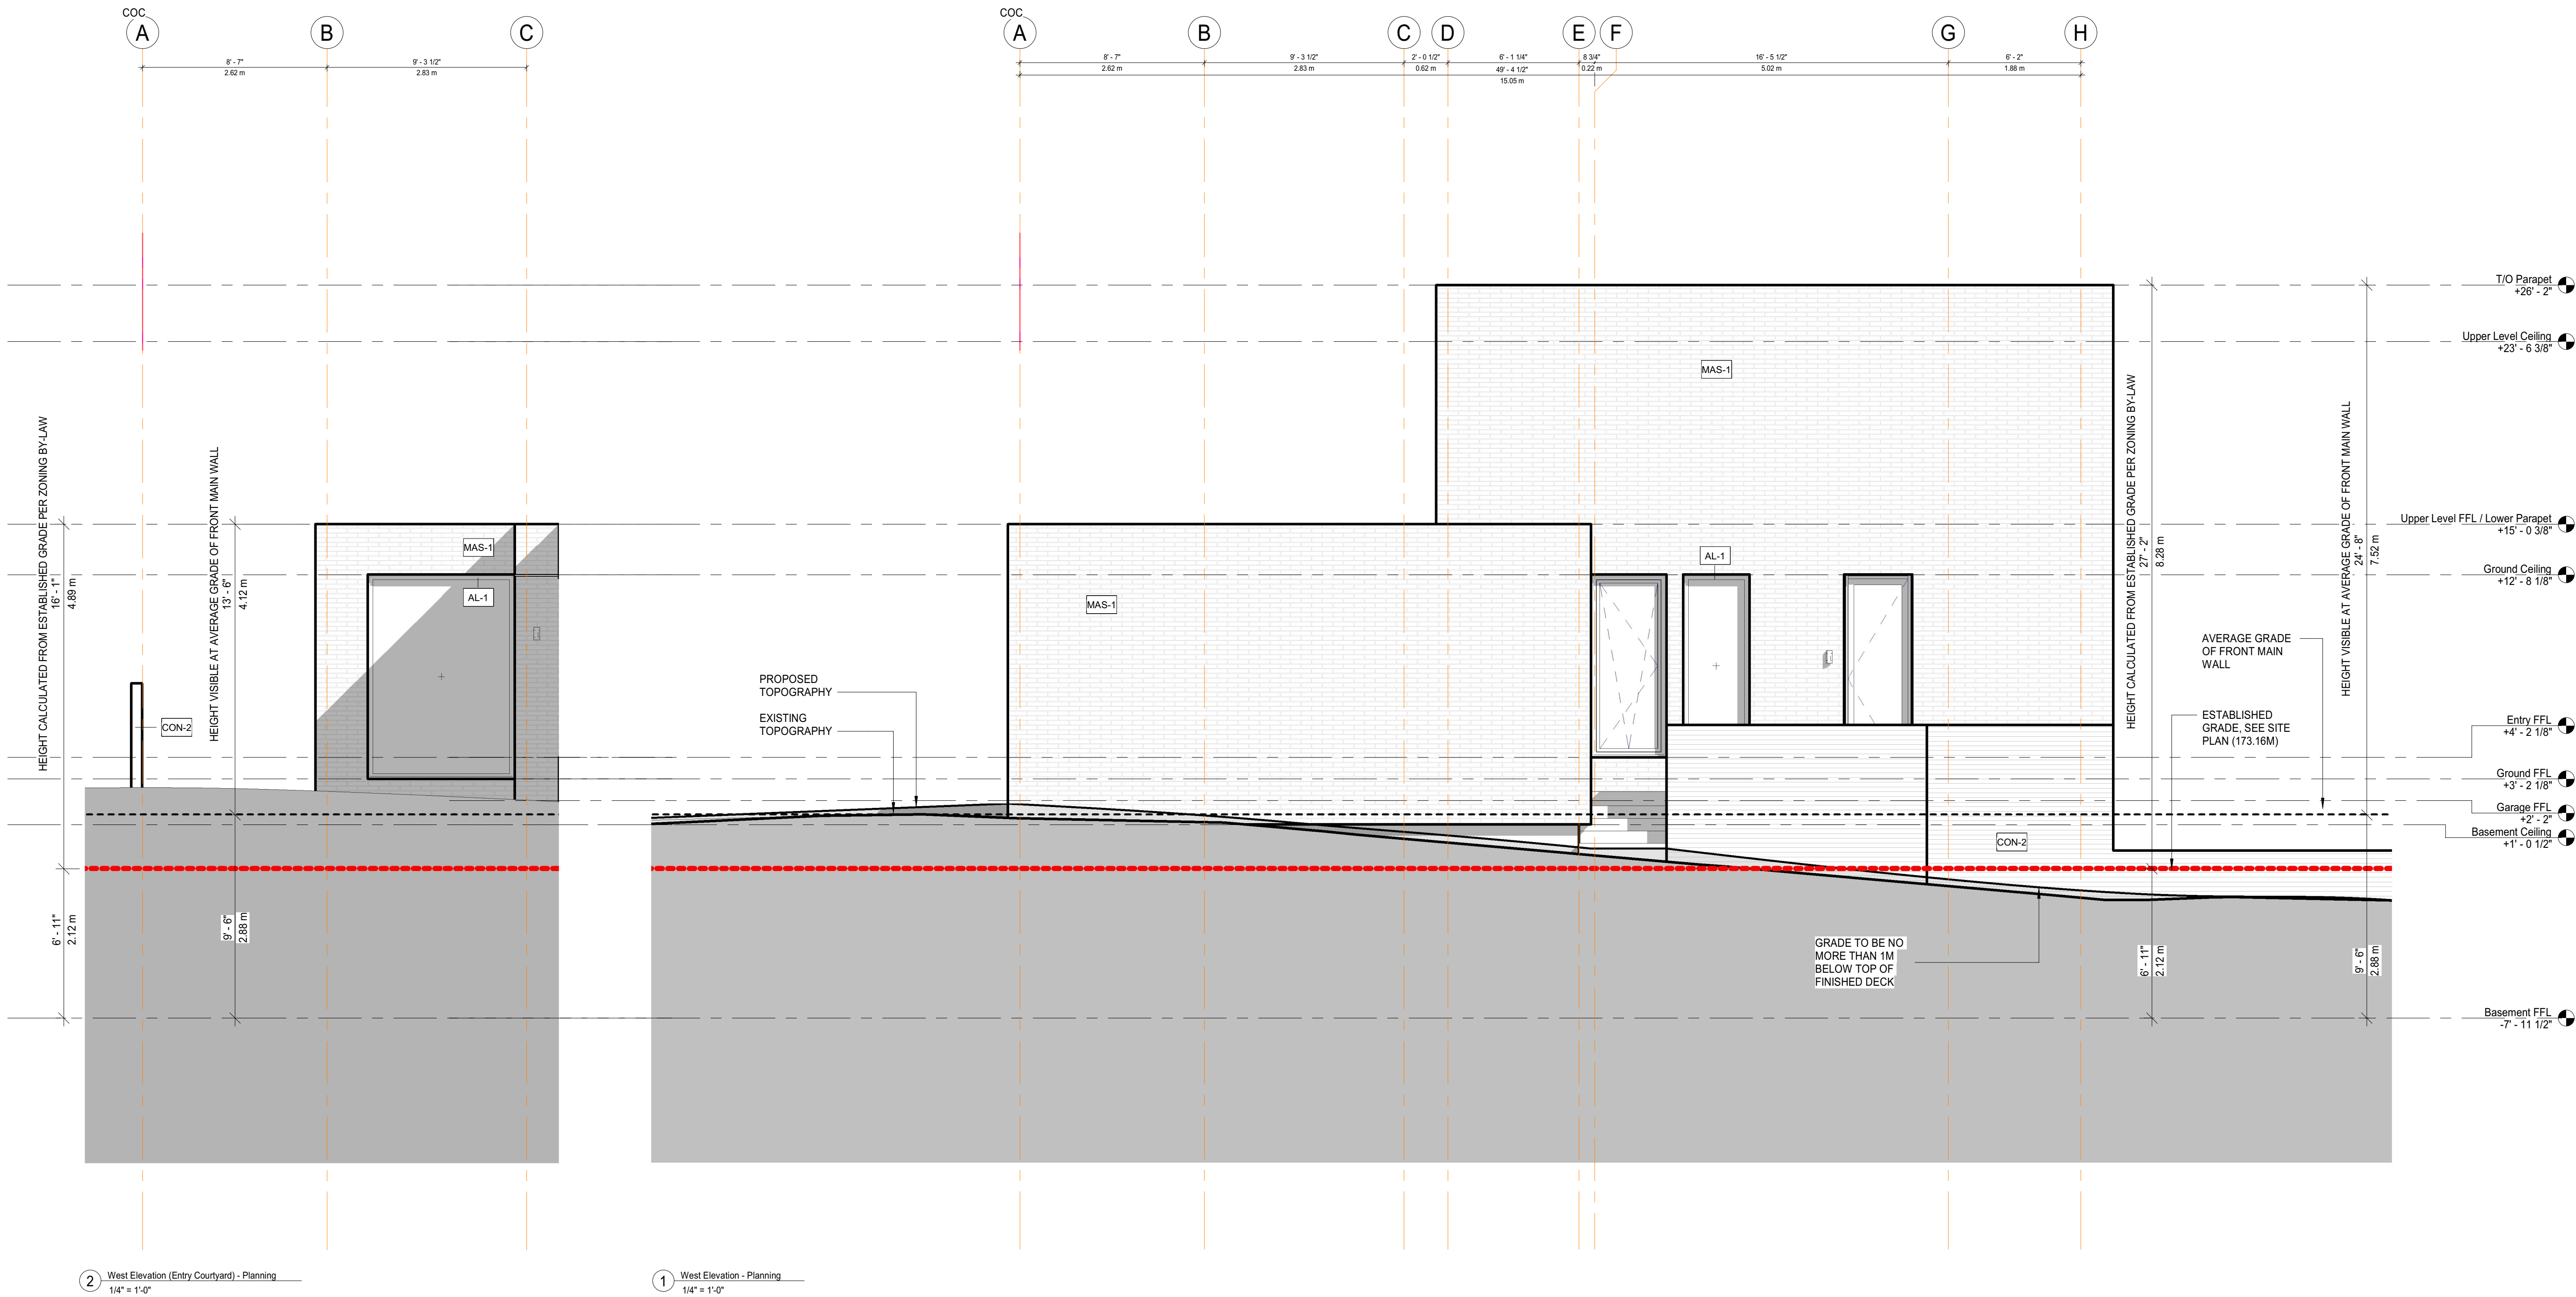 COC
A
B
C
8' - 7"
2.62 m
9' - 3 1/2"
2.83 m
COC
A
B
C
D
E
F
G
H
8' - 7"
2.62 m
9' - 3 1/2"
2.83 m
2' - 0 1/2"
0.62 m
6' - 1 1/4"
8 3/4"
0.22 m
16' - 5 1/2"
5.02 m
6' - 2"
1.88 m
49' - 4 1/2"
15.05 m
T/O Parapet
+26' - 2"
Upper Level Ceiling
+23' - 6 3/8"
Upper Level FFL / Lower Parapet
+15' - 0 3/8"
Ground Ceiling
+12' - 8 1/8"
Entry FFL
+4' - 2 1/8"
Ground FFL
+3' - 2 1/8"
Garage FFL
+2' - 2"
Basement Ceiling
+1' - 0 1/2"
Basement FFL
-7' - 11 1/2"
HEIGHT CALCULATED FROM ESTABLISHED GRADE PER ZONING BY-LAW
16' - 1"
4.89 m
HEIGHT VISIBLE AT AVERAGE GRADE OF FRONT MAIN WALL
13' - 6"
4.12 m
6' - 11"
2.12 m
9' - 6"
2.88 m
MAS-1
AL-1
CON-2
PROPOSED
TOPOGRAPHY
EXISTING
TOPOGRAPHY
MAS-1
MAS-1
AL-1
CON-2
GRADE TO BE NO
MORE THAN 1M
BELOW TOP OF
FINISHED DECK
HEIGHT CALCULATED FROM ESTABLISHED GRADE PER ZONING BY-LAW
27' - 2"
8.28 m
HEIGHT VISIBLE AT AVERAGE GRADE OF FRONT MAIN WALL
24' - 8"
7.52 m
AVERAGE GRADE
OF FRONT MAIN
WALL
ESTABLISHED
GRADE, SEE SITE
PLAN (173.16M)
6' - 11"
2.12 m
9' - 6"
2.88 m
2
West Elevation (Entry Courtyard) - Planning
1/4" = 1'-0"
1
West Elevation - Planning
1/4" = 1'-0"